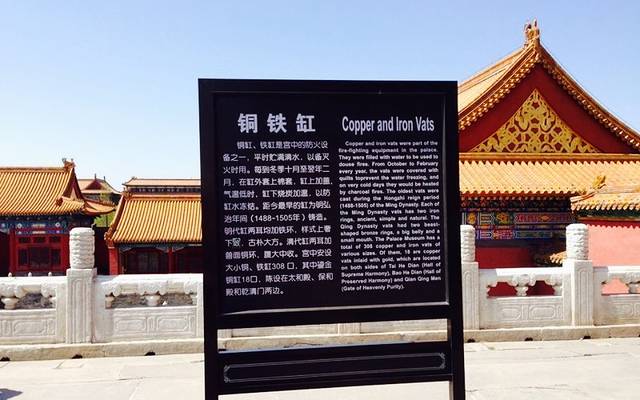 铜铁缸
铜缸、铁缸是宫中的防火设
备之一，平时贮满清水，以备灭
火时用。每到冬季十月至翌年二
月，在缸外套上棉套，缸上加盖，
气温低时，缸下烧炭加温，以防
缸水冻结。距今最早的缸为明弘
治年间(1488-1505年)铸造。
明代缸两耳均加铁环，样式上奢
下敛，古朴大方。清代缸两耳加
兽面铜环，腹大口收。宫中安设
大小铜、铁缸308口，其中鎏金
铜缸18口，陈设在太和殿、保和
殿和乾清门两边。
Copper and Iron Vats
Copper and iron vats were part of the
fire-fighting equipment in the palace.
They were filled with water to be used to
douse fires. From October to February
every year, the vats were covered with
quilts toprevent the water freezing, and
on very cold days they would be heated
by charcoal fires. The oldest vats were
cast during the Hongahi reign period
(1488-1505) of the Ming Dynasty. Each of
the Ming Dynasty vats has two iron
rings, ancient, simple and natural. The
Qing Dynasty vats had two beast-
shaped bronze rings, a big belly and a
small mouth. The Palace Museum has a
total of 308 copper and iron vats of
various sizes. Of them, 18 are copper
vats inlaid with gold, which are located
on both sides of Tai He Dian (Hall of
Supreme Harmony), Bao He Dian (Hall of
Preserved Harmony) and Qian Qing Men
(Gate of Heavenly Purity).